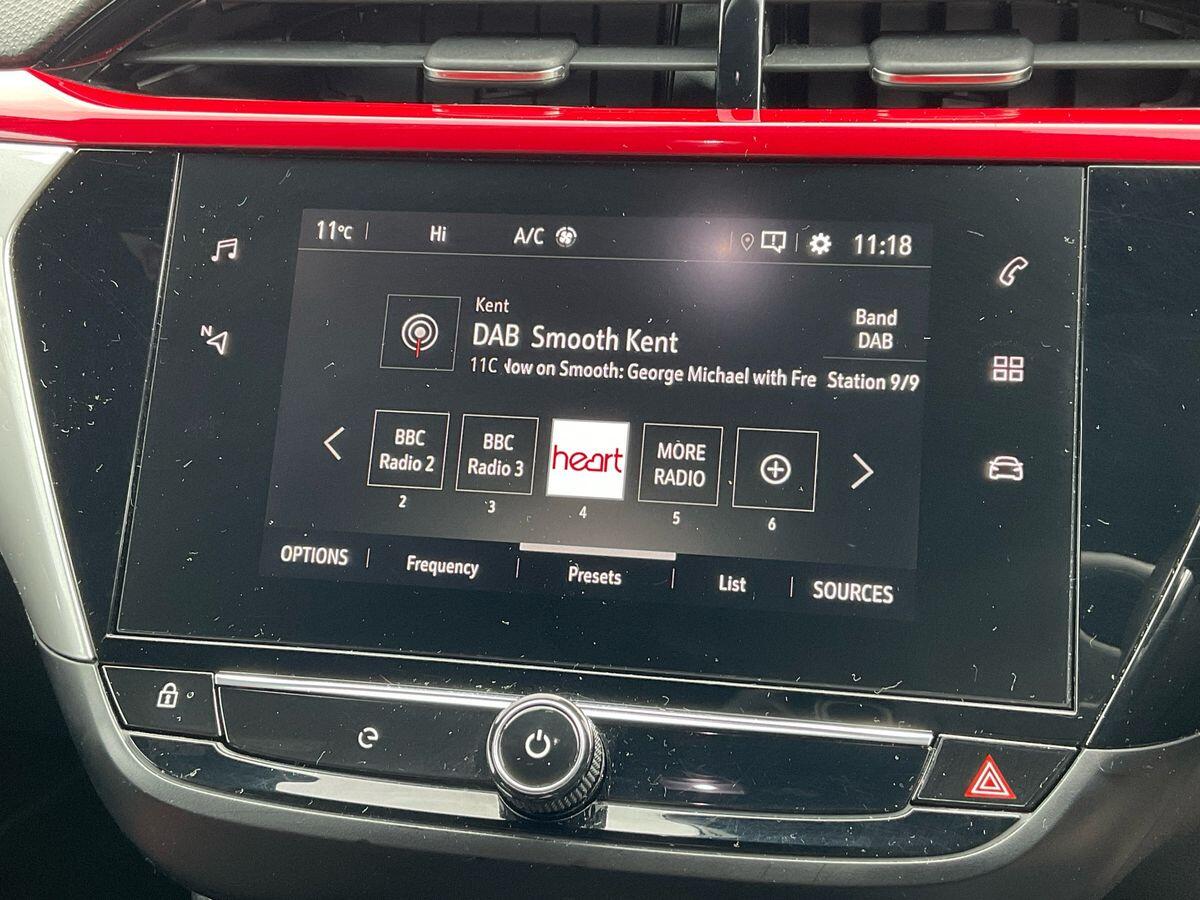 11°C Hi A/C 11:18
Kent
DAB Smooth Kent
Band
DAB
11C Now on Smooth: George Michael with Fre
Station 9/9
N
BBC
Radio 2
BBC
Radio 3
heart
MORE
RADIO
2 3 4 5 6
OPTIONS Frequency Presets List SOURCES
e